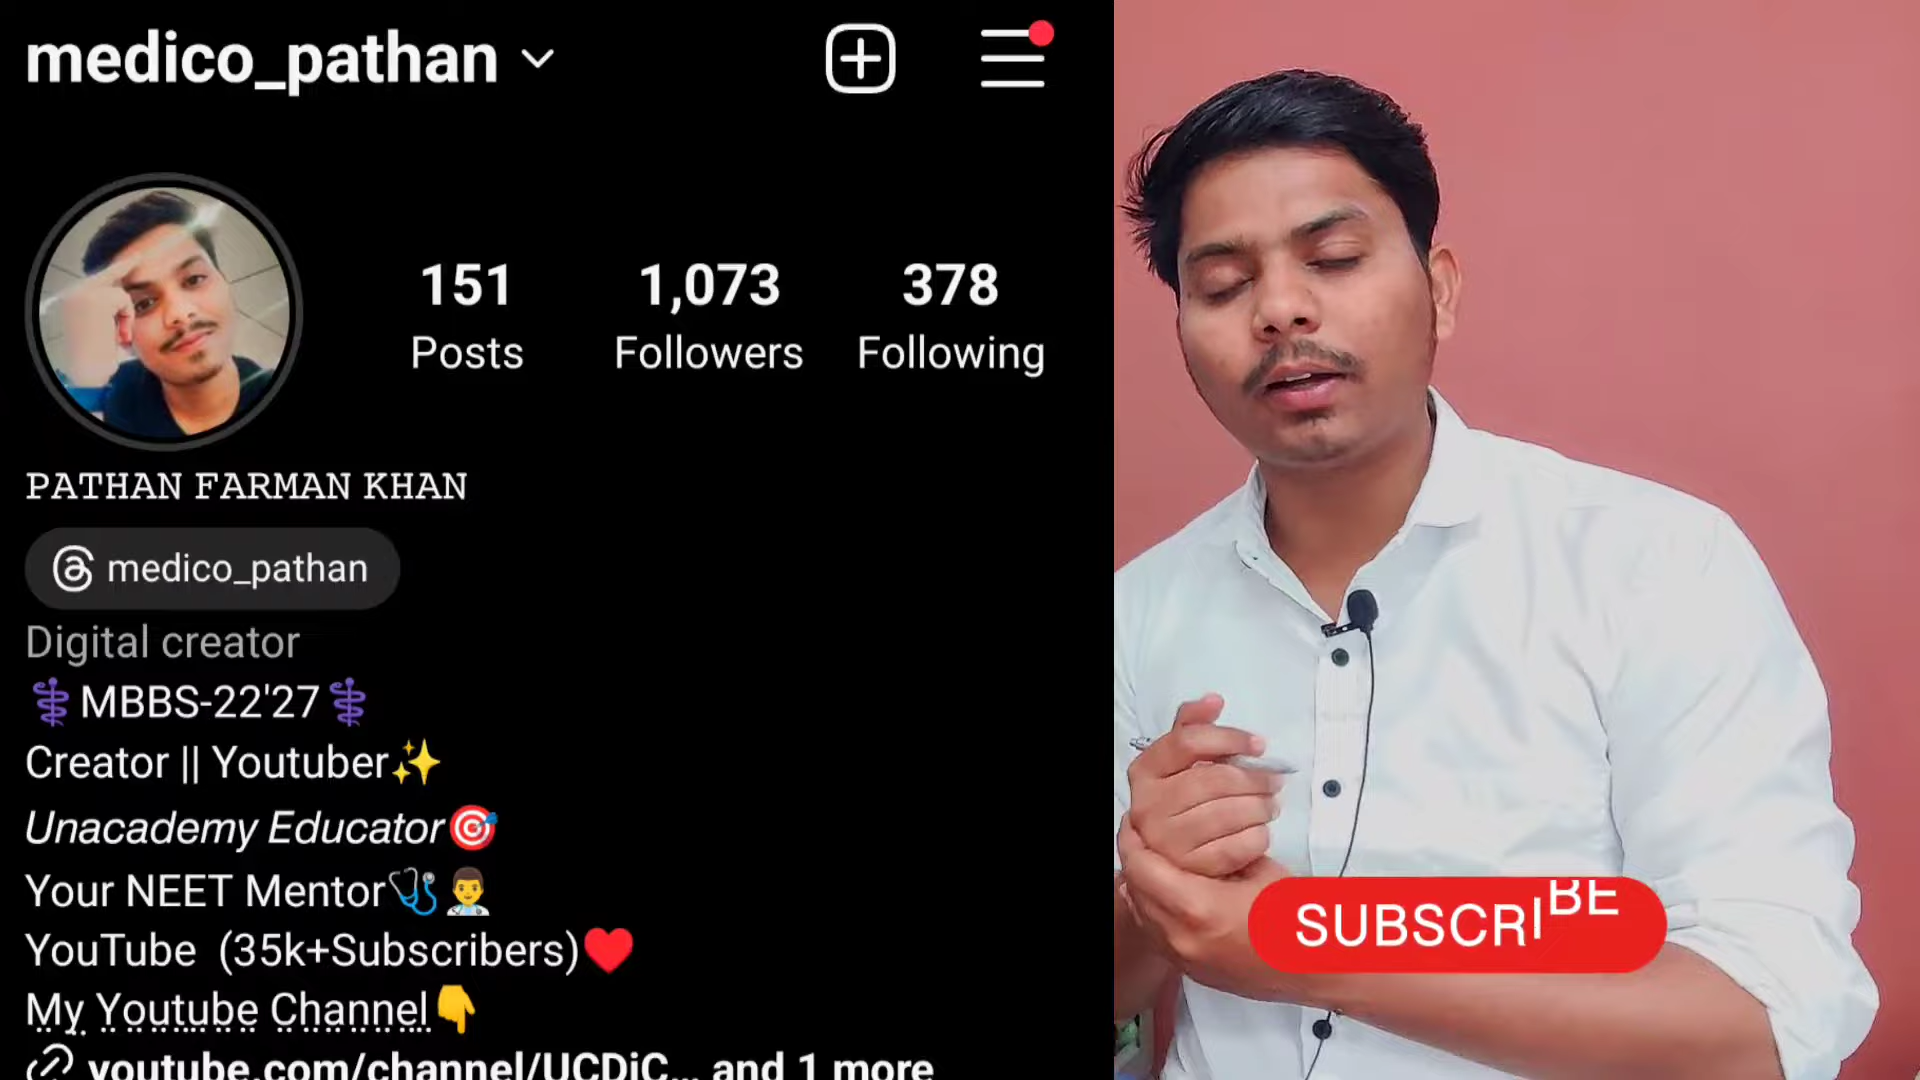 medico_pathan
151
Posts
1,073
Followers
378
Following
PATHAN FARMAN KHAN
medico_pathan
Digital creator
⚕MBBS-22'27⚕
Creator || Youtuber✨
Unacademy Educator🎯
Your NEET Mentor🩺👨‍⚕️
YouTube (35k+Subscribers)❤️
My Youtube Channel👇
youtube.com/channel/UCDiC... and 1 more
SUBSCRIBE